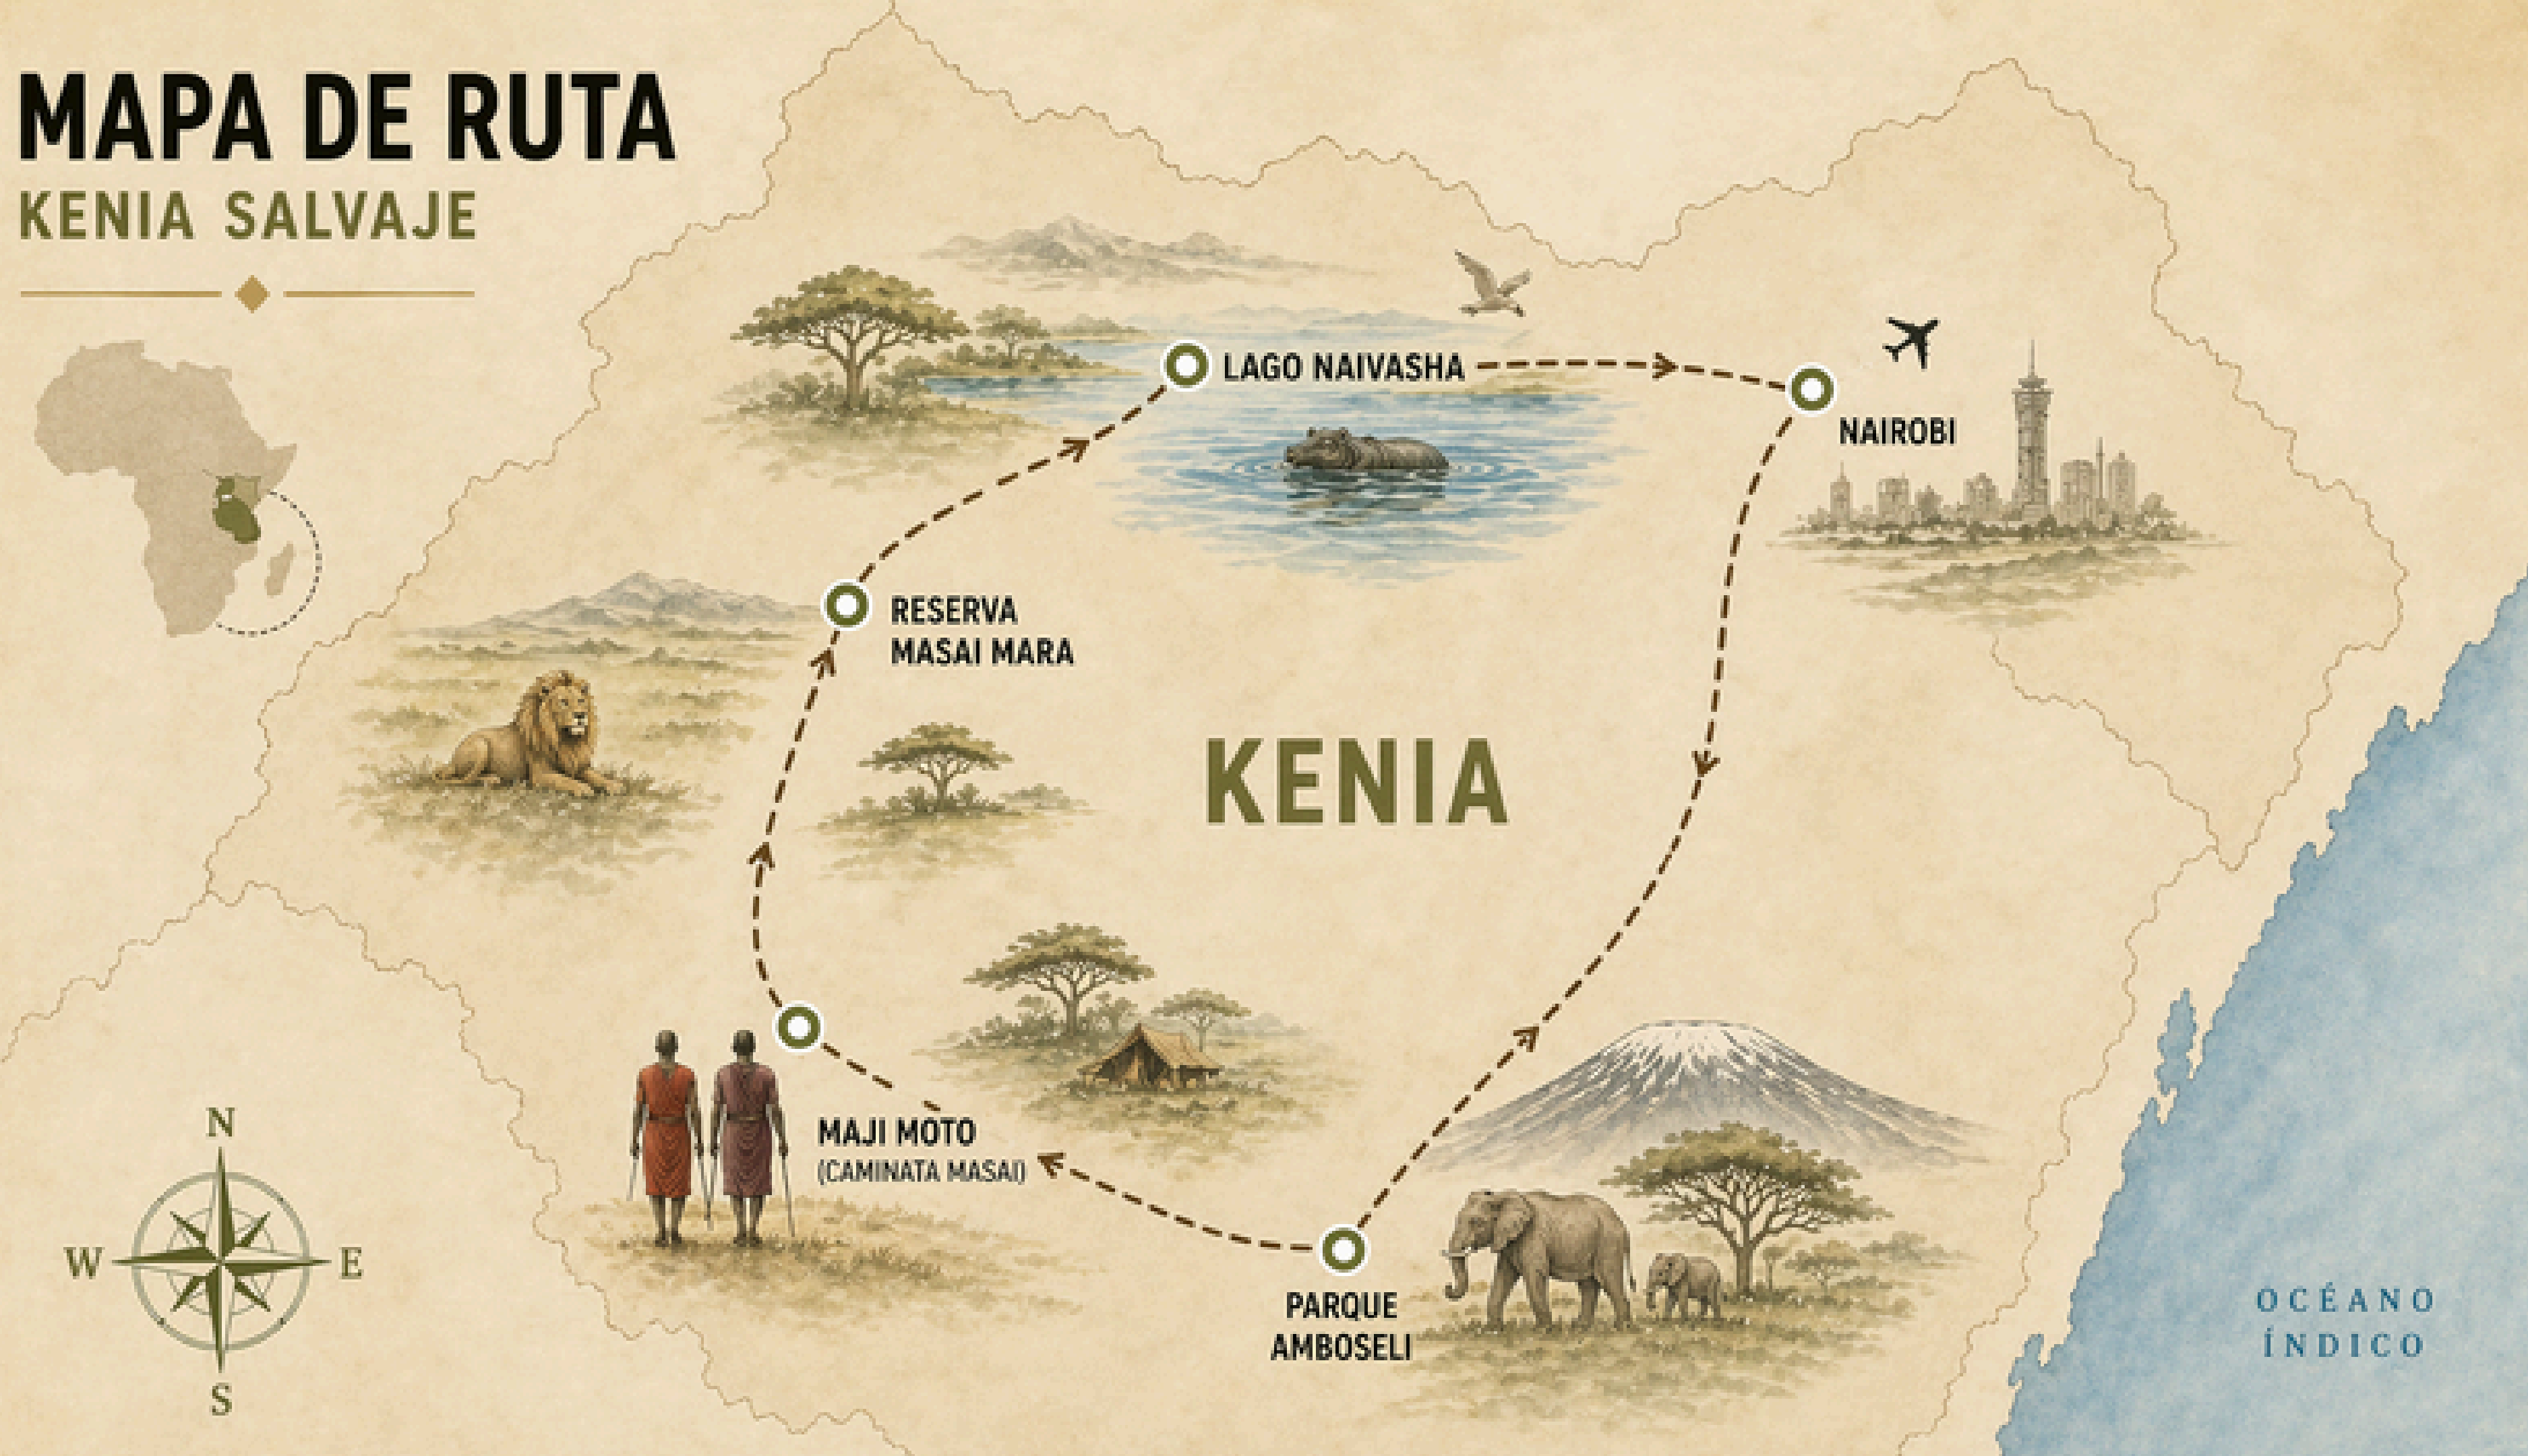 MAPA DE RUTA
KENIA SALVAJE
LAGO NAIVASHA
NAIROBI
RESERVA
MASAI MARA
KENIA
MAJI MOTO
(CAMINATA MASAI)
PARQUE
AMBOSELI
N
W
E
S
OCÉANO
ÍNDICO